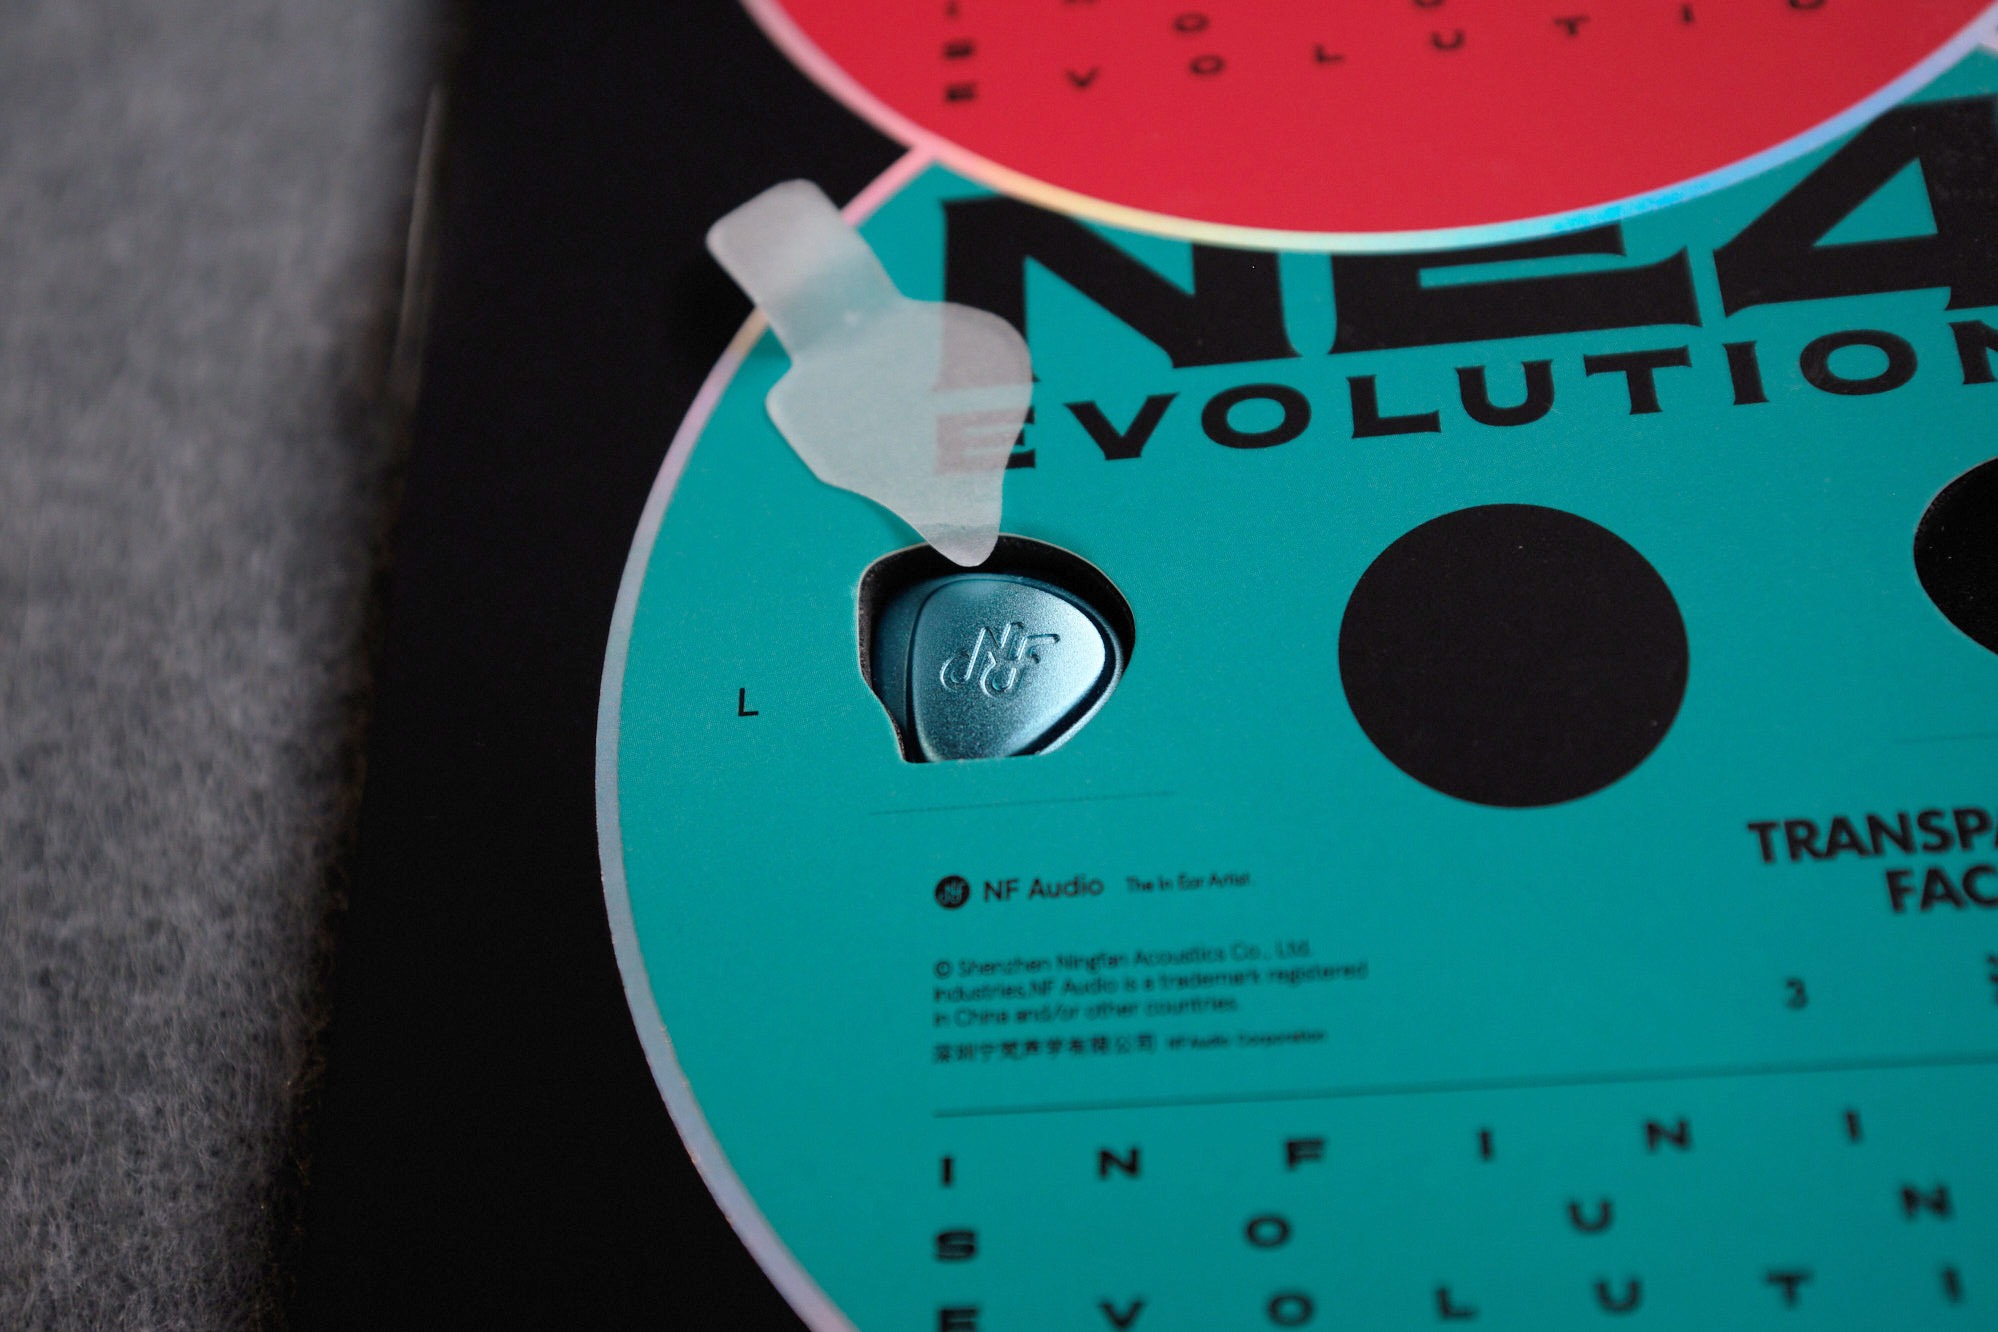 E V O L U T I O
NEA
EVOLUTION
L
NF
NF Audio The In Ear Artist.
© Shenzhen Ningfan Acoustics Co., Ltd.
Industries.NF Audio is a trademark registered
in China and/or other countries.
深圳宁梵声学有限公司 NF Audio Corporation
TRANSPA
FAC
3
I N F I N I
S O U N
E V O L U T I